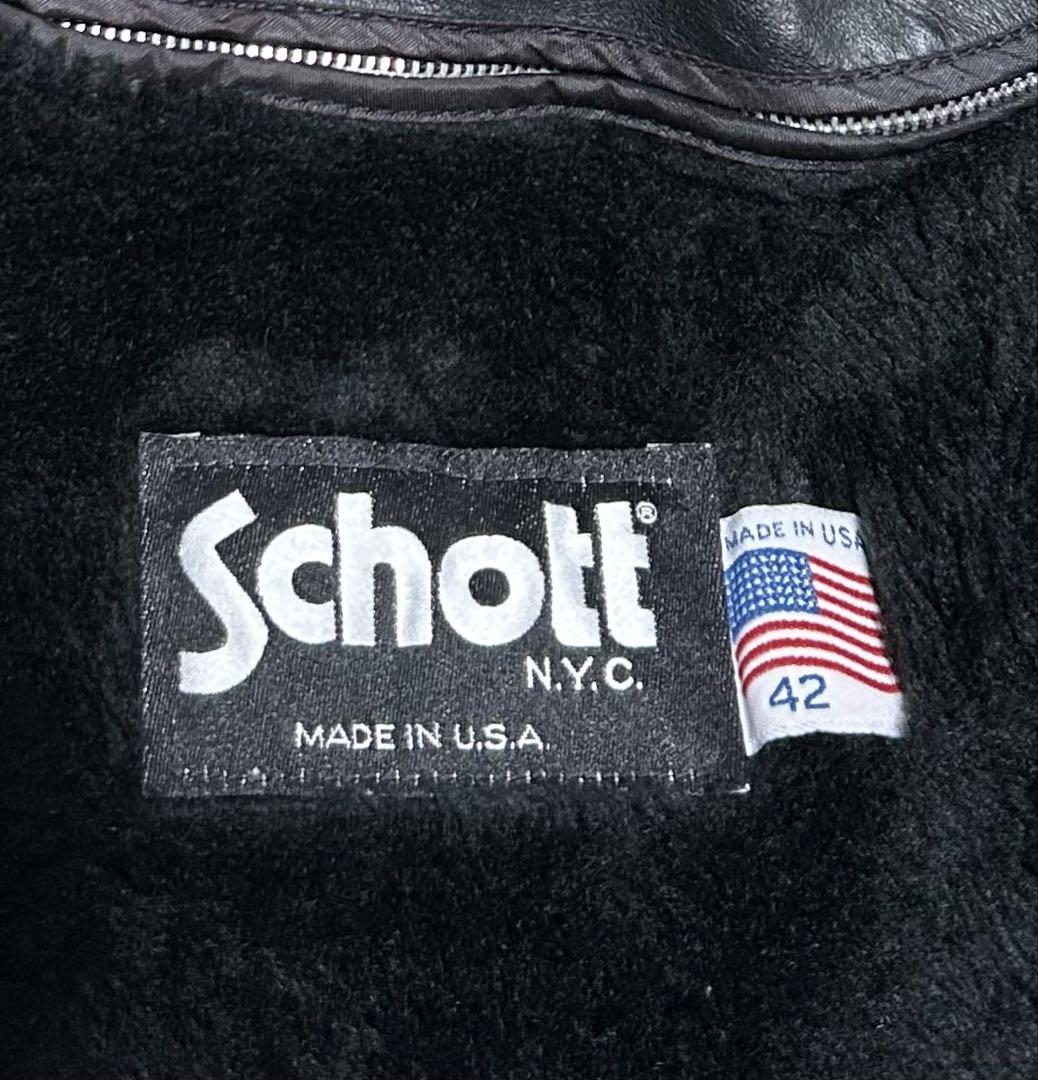 Schott®
N.Y.C.
MADE IN U.S.A.
MADE IN USA
42